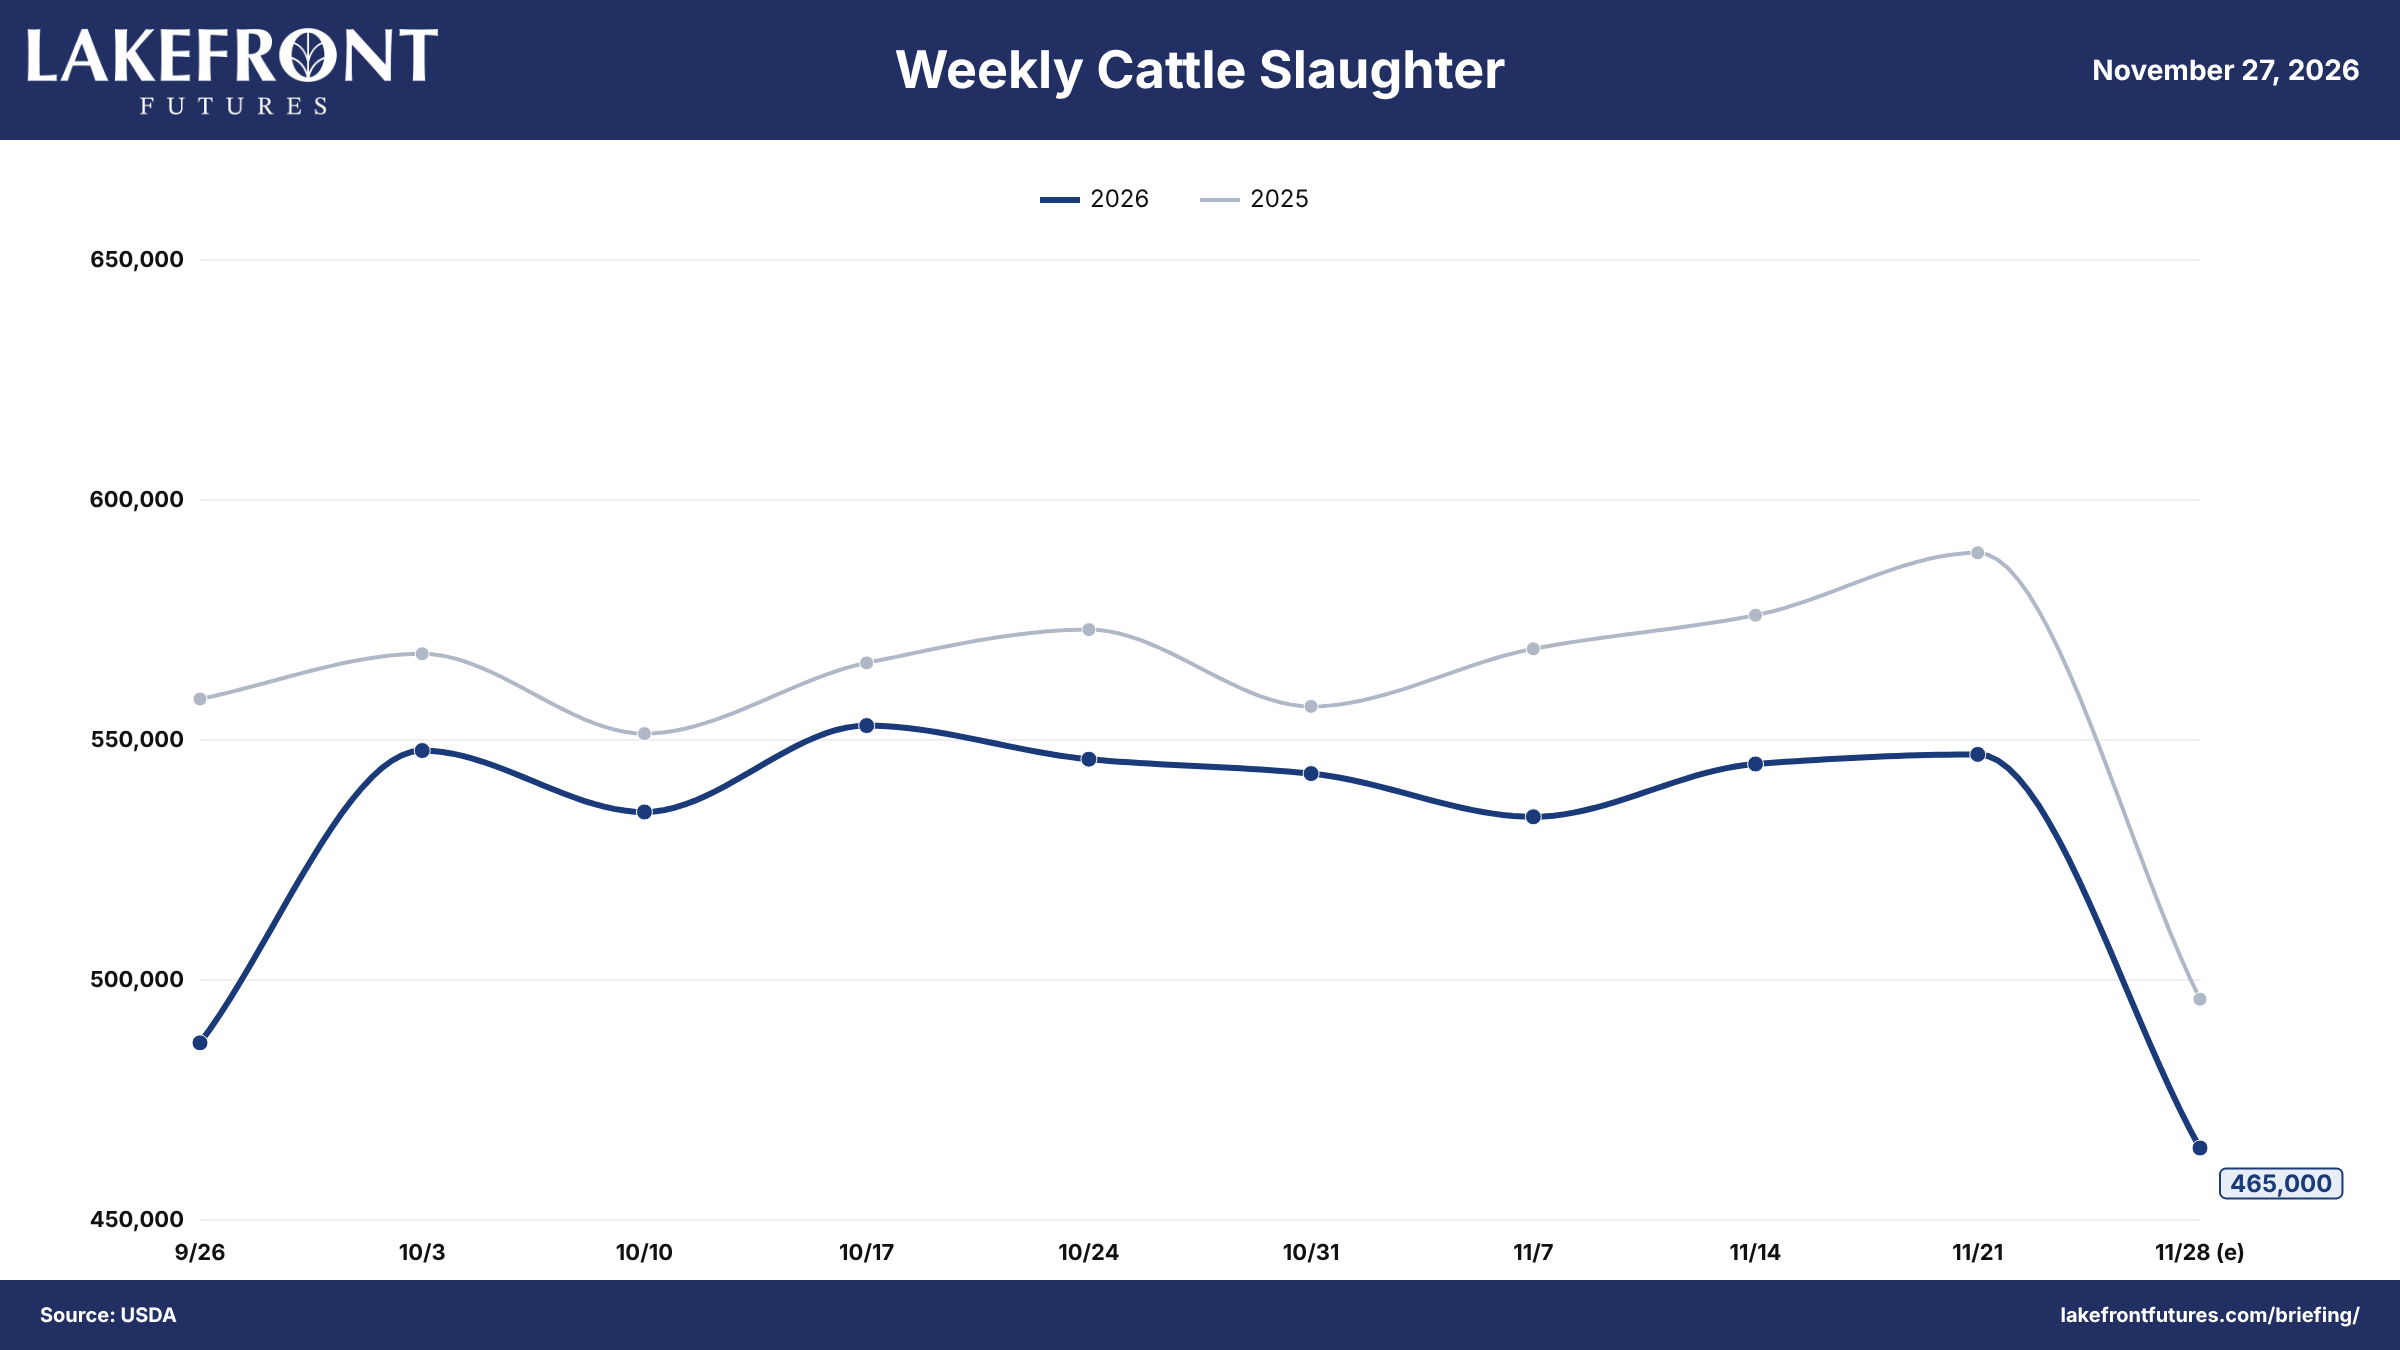 LAKEFRONT
FUTURES
Weekly Cattle Slaughter
November 27, 2026
2026
2025
650,000
600,000
550,000
500,000
450,000
465,000
9/26
10/3
10/10
10/17
10/24
10/31
11/7
11/14
11/21
11/28 (e)
Source: USDA
lakefrontfutures.com/briefing/